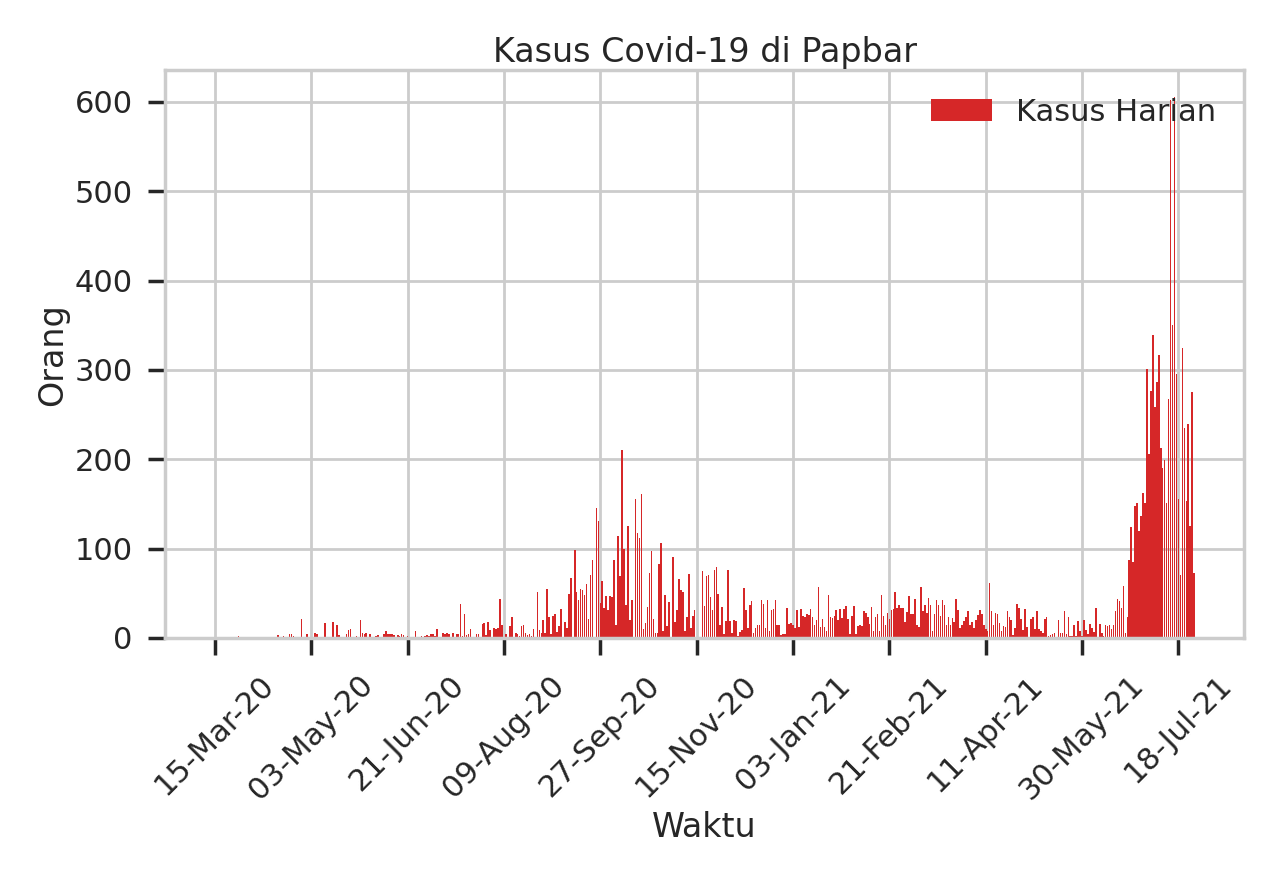 Kasus Covid-19 di Papbar
Kasus Harian
600
500
400
300
200
100
0
Orang
15-Mar-20
03-May-20
21-Jun-20
09-Aug-20
27-Sep-20
15-Nov-20
03-Jan-21
21-Feb-21
11-Apr-21
30-May-21
18-Jul-21
Waktu